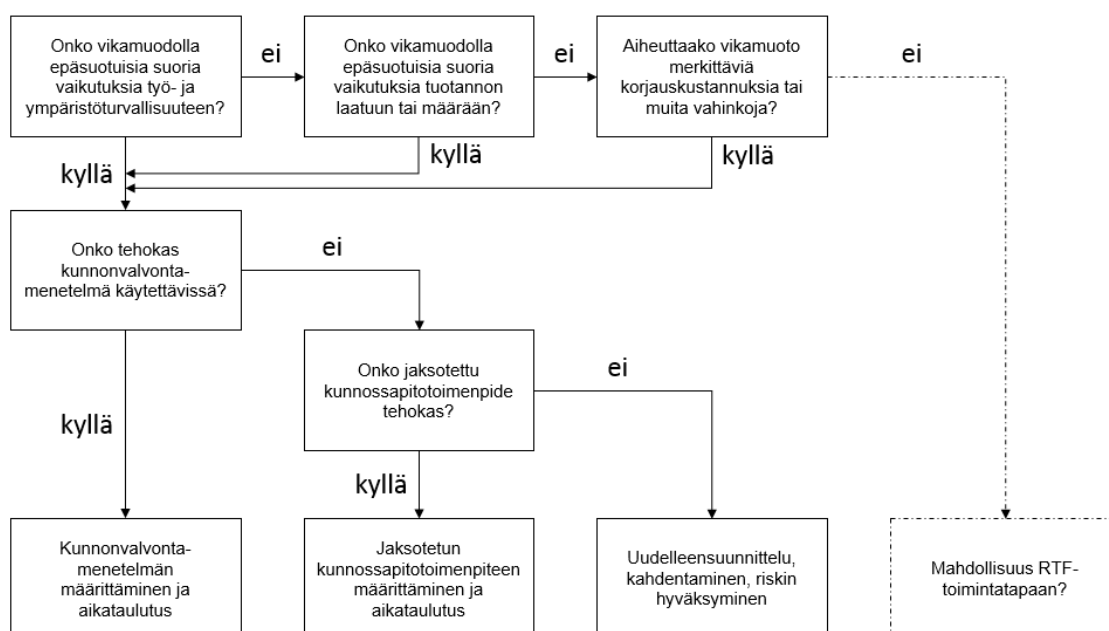 Onko vikamuodolla
epäsuotuisia suoria
vaikutuksia työ- ja
ympäristöturvallisuuteen?
ei
Onko vikamuodolla
epäsuotuisia suoria
vaikutuksia tuotannon
laatuun tai määrään?
ei
Aiheuttaako vikamuoto
merkittäviä
korjauskustannuksia tai
muita vahinkoja?
ei
kyllä
kyllä
kyllä
Onko tehokas
kunnonvalvonta-
menetelmä käytettävissä?
ei
Onko jaksotettu
kunnossapitotoimenpide
tehokas?
ei
kyllä
kyllä
Kunnonvalvonta-
menetelmän
määrittäminen ja
aikataulutus
Jaksotetun
kunnossapitotoimenpiteen
määrittäminen ja
aikataulutus
Uudelleensuunnittelu,
kahdentaminen, riskin
hyväksyminen
Mahdollisuus RTF-
toimintatapaan?